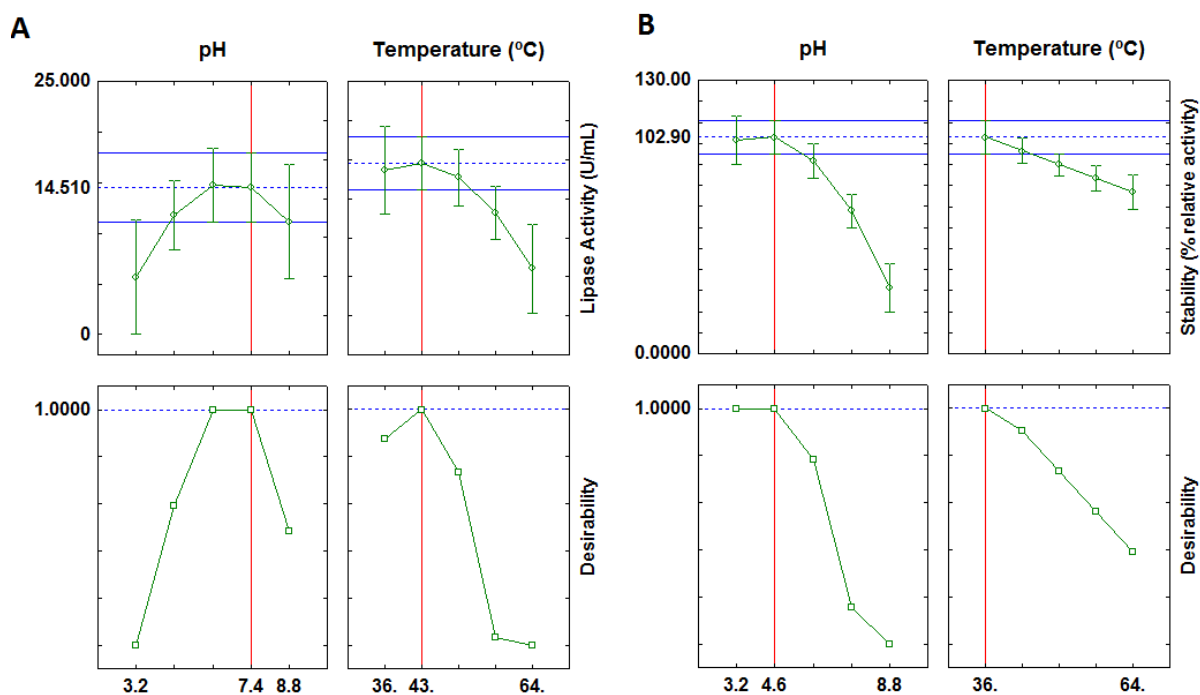 A
pH
Temperature (ºC)
25.000
14.510
0
Lipase Activity (U/mL)
1.0000
Desirability
3.2 7.4 8.8
36. 43. 64.
B
pH
Temperature (ºC)
130.00
102.90
0.0000
Stability (% relative activity)
1.0000
Desirability
3.2 4.6 8.8
36. 64.